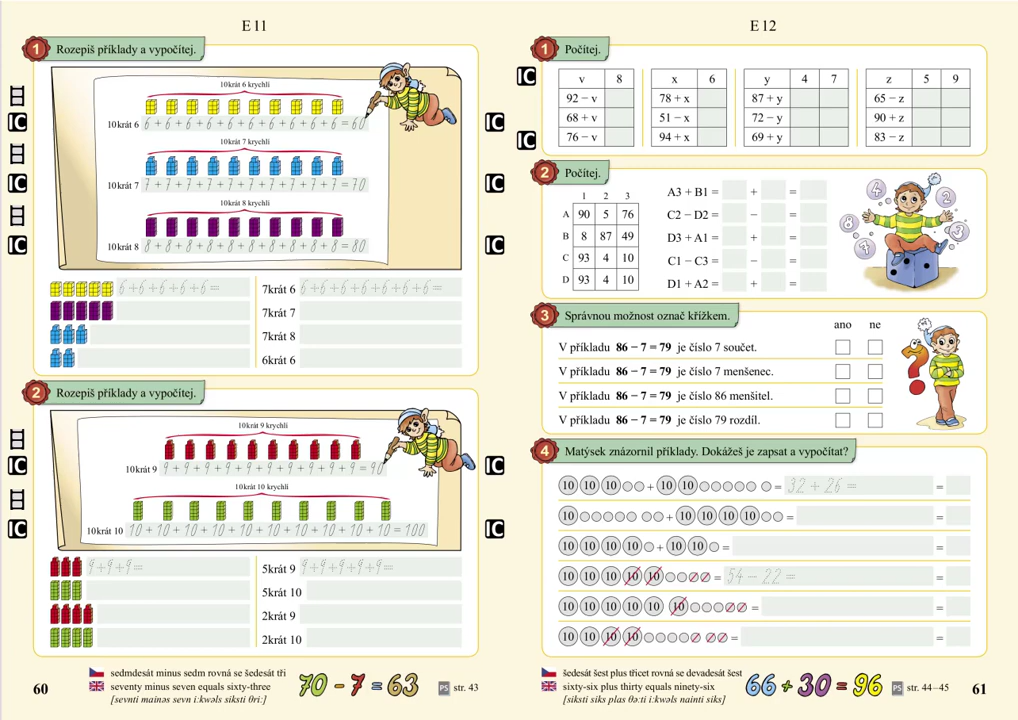 E 11
1 Rozepiš příklady a vypočítej.
10krát 6 krychlí
10krát 6 6 + 6 + 6 + 6 + 6 + 6 + 6 + 6 + 6 + 6 = 60
10krát 7 krychlí
10krát 7 7 + 7 + 7 + 7 + 7 + 7 + 7 + 7 + 7 + 7 = 70
10krát 8 krychlí
10krát 8 8 + 8 + 8 + 8 + 8 + 8 + 8 + 8 + 8 + 8 = 80
6 + 6 + 6 + 6 + 6 =
7krát 6 6 + 6 + 6 + 6 + 6 + 6 + 6 =
7krát 7
7krát 8
6krát 6
2 Rozepiš příklady a vypočítej.
10krát 9 krychlí
10krát 9 9 + 9 + 9 + 9 + 9 + 9 + 9 + 9 + 9 + 9 = 90
10krát 10 krychlí
10krát 10 10 + 10 + 10 + 10 + 10 + 10 + 10 + 10 + 10 + 10 = 100
9 + 9 + 9 =
5krát 9 9 + 9 + 9 + 9 + 9 =
5krát 10
2krát 9
2krát 10
60
sedmdesát minus sedm rovná se šedesát tři
seventy minus seven equals sixty-three
[sevnti mainəs sevn i:kwəls siksti θri:]
70 - 7 = 63
PS str. 43
E 12
1 Počítej.
v 8
92 − v
68 + v
76 − v
x 6
78 + x
51 − x
94 + x
y 4 7
87 + y
72 − y
69 + y
z 5 9
65 − z
90 + z
83 − z
2 Počítej.
1 2 3
A 90 5 76
B 8 87 49
C 93 4 10
D 93 4 10
A3 + B1 = + =
C2 − D2 = − =
D3 + A1 = + =
C1 − C3 = − =
D1 + A2 = + =
4 2 8 3 7
3 Správnou možnost označ křížkem.
ano ne
V příkladu 86 − 7 = 79 je číslo 7 součet.
V příkladu 86 − 7 = 79 je číslo 7 menšenec.
V příkladu 86 − 7 = 79 je číslo 86 menšitel.
V příkladu 86 − 7 = 79 je číslo 79 rozdíl.
4 Matýsek znázornil příklady. Dokážeš je zapsat a vypočítat?
10 10 10 + 10 10 = 32 + 26 = =
10 + 10 10 10 10 = =
10 10 10 10 + 10 10 = =
10 10 10 10 10 = 54 − 22 = =
10 10 10 10 10 10 = =
10 10 10 10 = =
šedesát šest plus třicet rovná se devadesát šest
sixty-six plus thirty equals ninety-six
[siksti siks plas θə:ti i:kwəls nainti siks]
66 + 30 = 96
PS str. 44–45
61